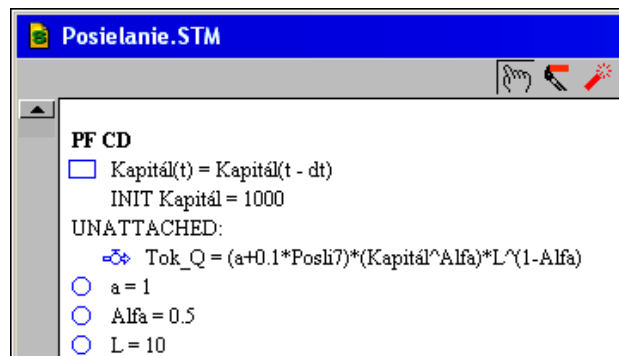 Posielanie.STM
PF CD
Kapitál(t) = Kapitál(t - dt)
INIT Kapitál = 1000
UNATTACHED:
Tok_Q = (a+0.1*Posli7)*(Kapitál^Alfa)*L^(1-Alfa)
a = 1
Alfa = 0.5
L = 10